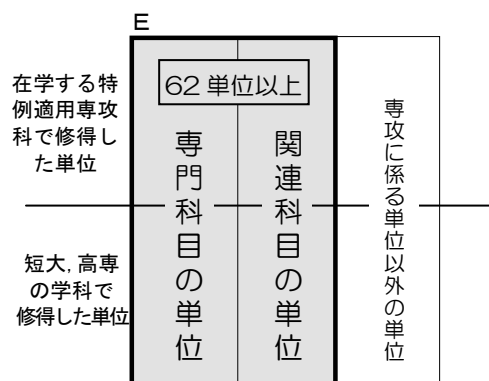 E
62 単位以上
在学する特
例適用専攻
科で修得し
た単位
専門科目の単位
関連科目の単位
専攻に係る単位以外の単位
短大, 高専
の学科で
修得した単位